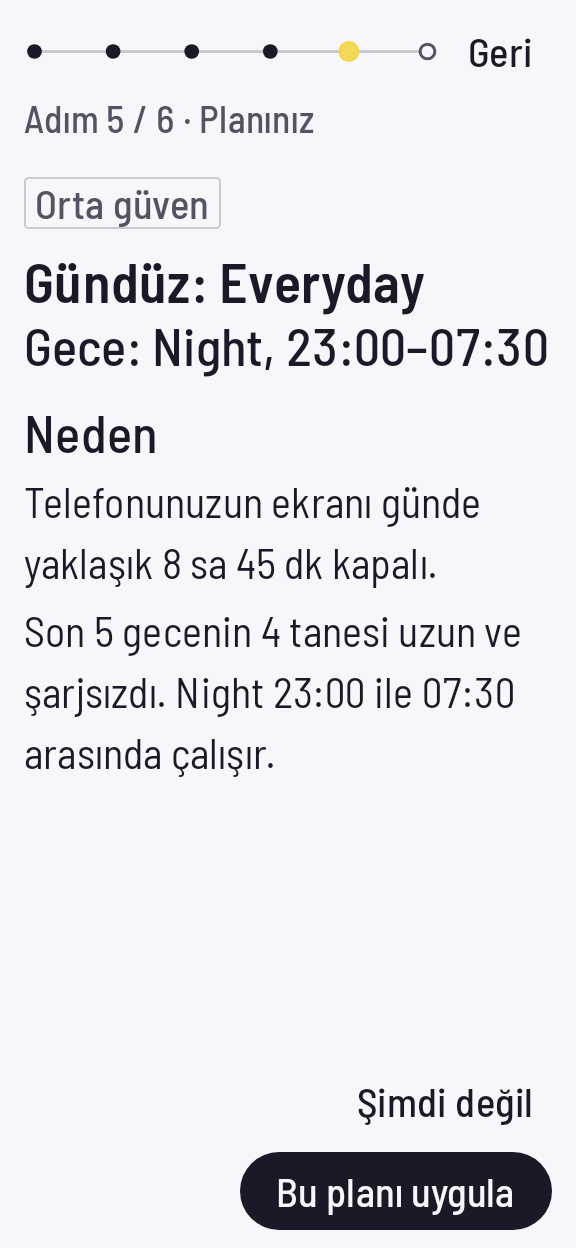 Geri
Adım 5 / 6 · Planınız
Orta güven
Gündüz: Everyday
Gece: Night, 23:00–07:30
Neden
Telefonunuzun ekranı günde
yaklaşık 8 sa 45 dk kapalı.
Son 5 gecenin 4 tanesi uzun ve
şarjsızdı. Night 23:00 ile 07:30
arasında çalışır.
Şimdi değil
Bu planı uygula